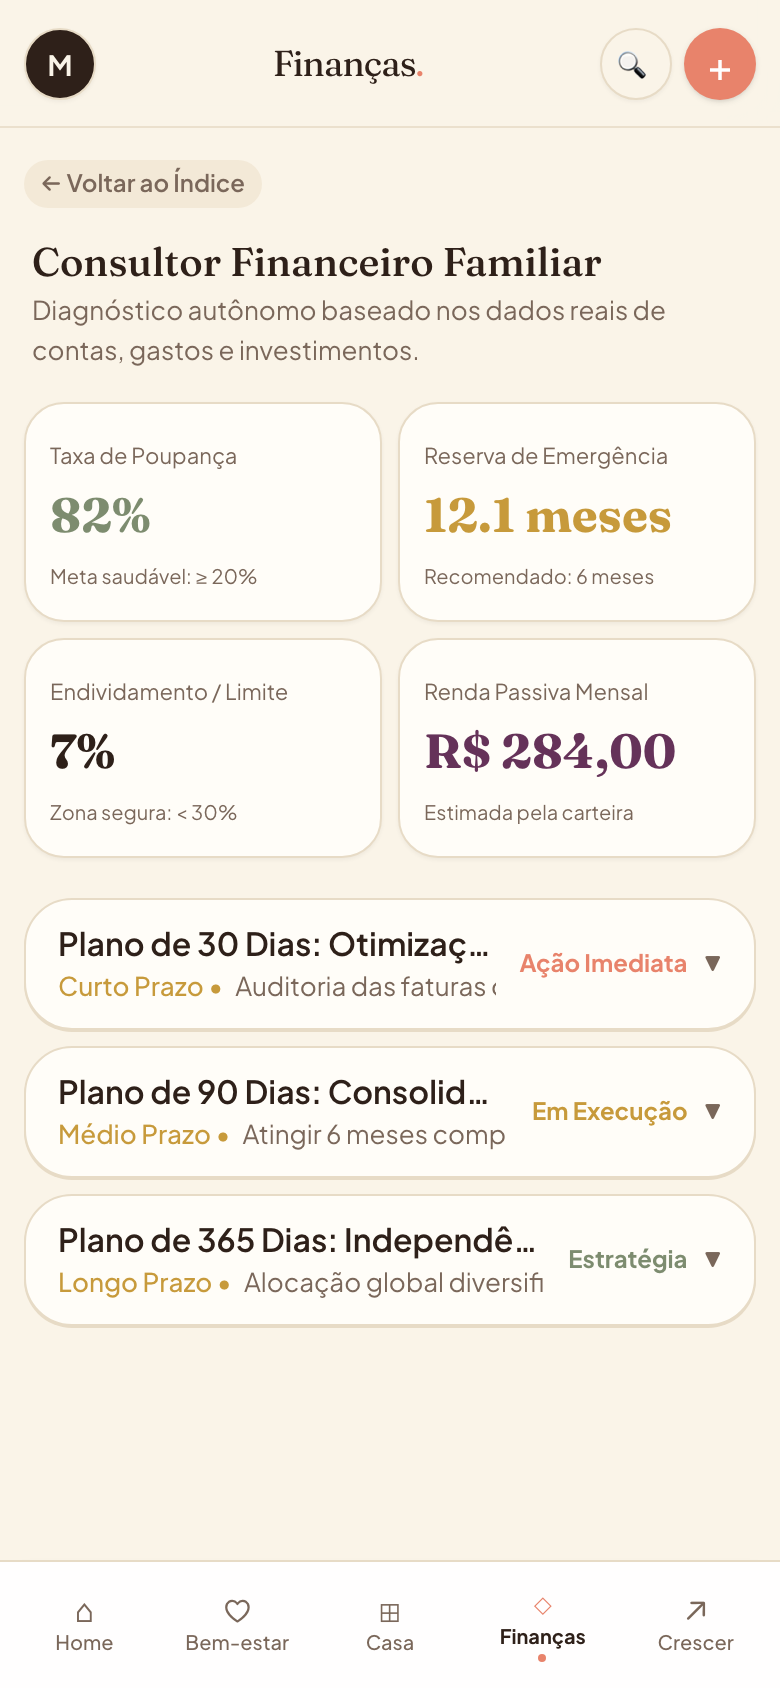 M
Finanças.
+
← Voltar ao Índice
Consultor Financeiro Familiar
Diagnóstico autônomo baseado nos dados reais de
contas, gastos e investimentos.
Taxa de Poupança
82%
Meta saudável: ≥ 20%
Reserva de Emergência
12.1 meses
Recomendado: 6 meses
Endividamento / Limite
7%
Zona segura: < 30%
Renda Passiva Mensal
R$ 284,00
Estimada pela carteira
Plano de 30 Dias: Otimizaç...
Curto Prazo • Auditoria das faturas
Ação Imediata ▼
Plano de 90 Dias: Consolid...
Médio Prazo • Atingir 6 meses comp
Em Execução ▼
Plano de 365 Dias: Independê...
Longo Prazo • Alocação global diversifi
Estratégia ▼
Home
Bem-estar
Casa
Finanças
Crescer